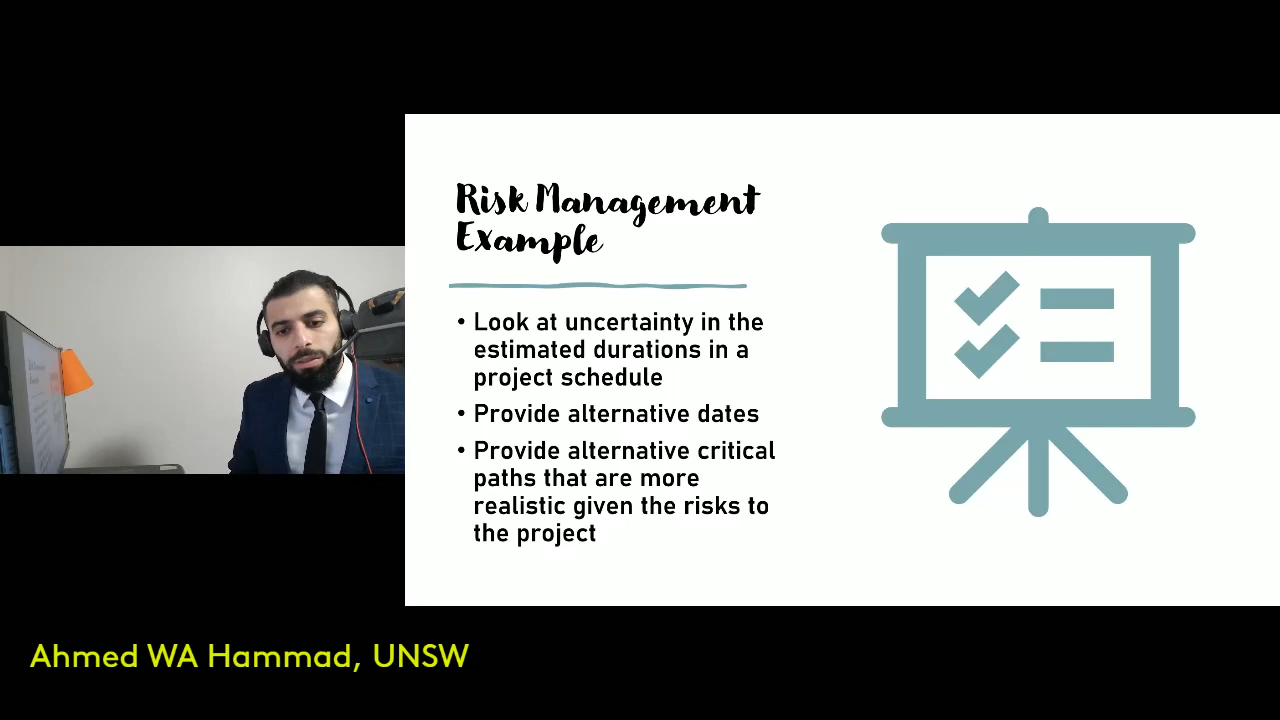 Risk Management
Example
• Look at uncertainty in the
estimated durations in a
project schedule
• Provide alternative dates
• Provide alternative critical
paths that are more
realistic given the risks to
the project
Ahmed WA Hammad, UNSW